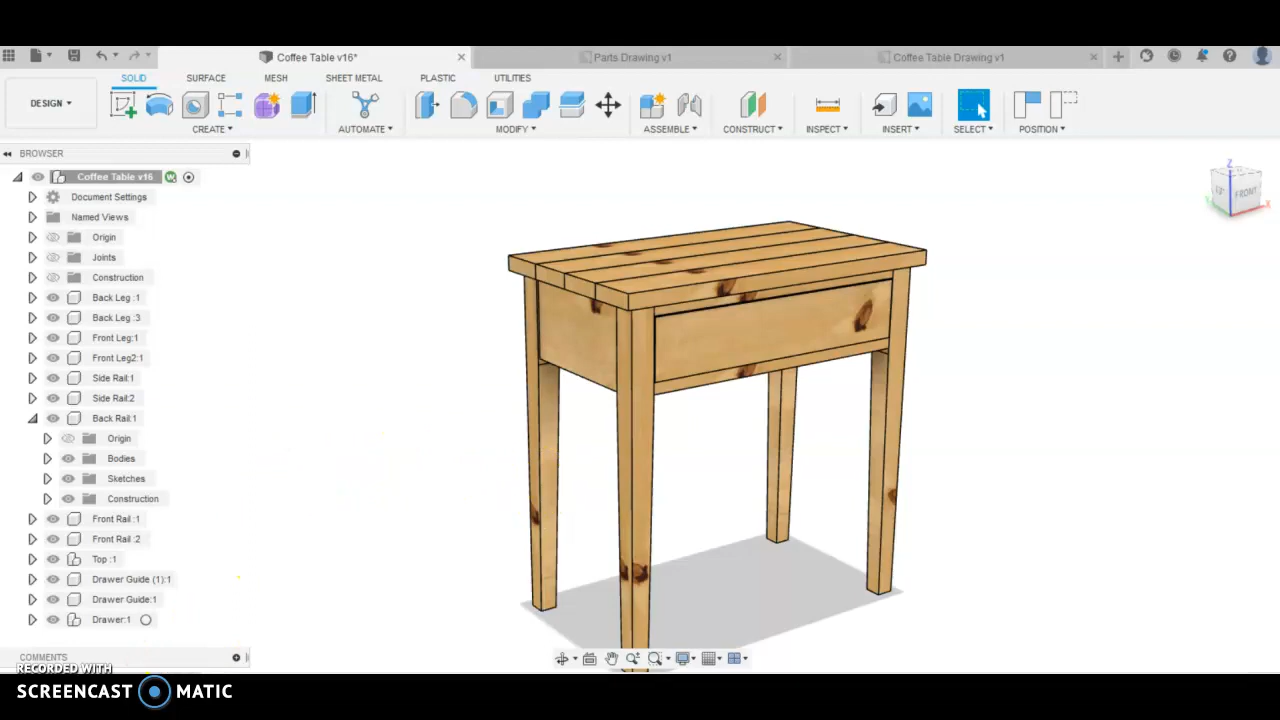 Coffee Table v16*
Parts Drawing v1
Coffee Table Drawing v1
SOLID
SURFACE
MESH
SHEET METAL
PLASTIC
UTILITIES
DESIGN
CREATE
AUTOMATE
MODIFY
ASSEMBLE
CONSTRUCT
INSPECT
INSERT
SELECT
POSITION
BROWSER
Coffee Table v16
Document Settings
Named Views
Origin
Joints
Construction
Back Leg :1
Back Leg :3
Front Leg:1
Front Leg2:1
Side Rail:1
Side Rail:2
Back Rail:1
Origin
Bodies
Sketches
Construction
Front Rail :1
Front Rail :2
Top :1
Drawer Guide (1):1
Drawer Guide:1
Drawer:1
Z
FRONT
X
COMMENTS
RECORDED WITH
SCREENCAST MATIC